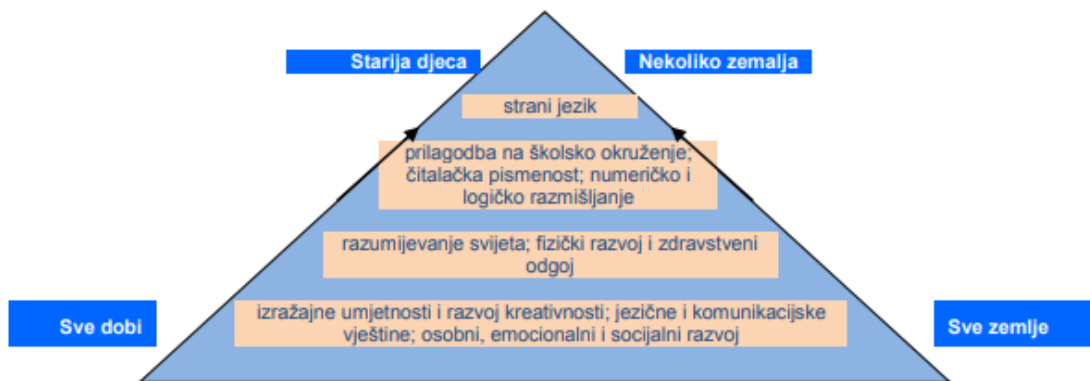 Starija djeca
Nekoliko zemalja
strani jezik
prilagodba na školsko okruženje;
čitalačka pismenost; numeričko i
logičko razmišljanje
razumijevanje svijeta; fizički razvoj i zdravstveni
odgoj
izražajne umjetnosti i razvoj kreativnosti; jezične i komunikacijske
vještine; osobni, emocionalni i socijalni razvoj
Sve dobi
Sve zemlje